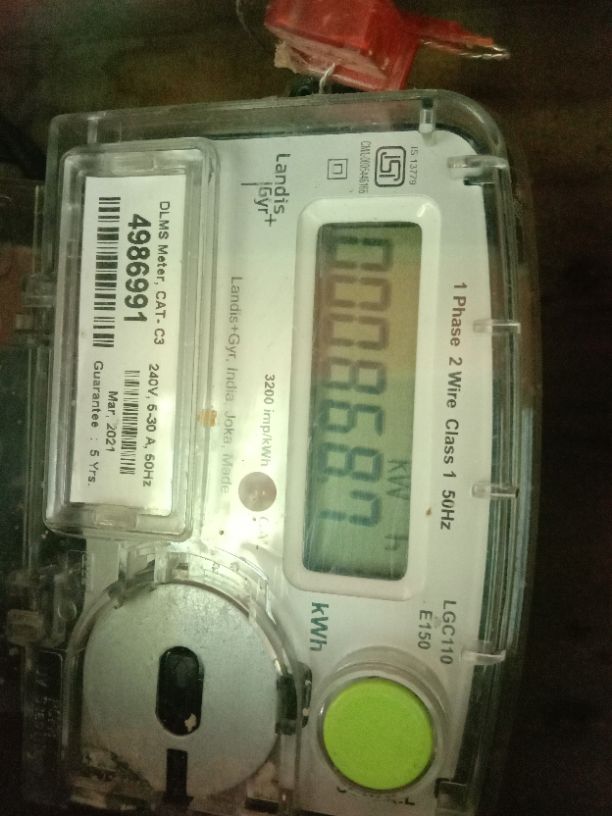 1 Phase 2 Wire Class 1 50Hz
LGC110
E150
IS 13779
ISI
kW h
000868.7
kWh
Landis
Gyr+
3200 imp/kWh
Landis+Gyr, India, Joka, Made
DLMS Meter, CAT- C3
240V, 5-30 A, 50Hz
4986991
Mar, 2021
Guarantee : 5 Yrs.